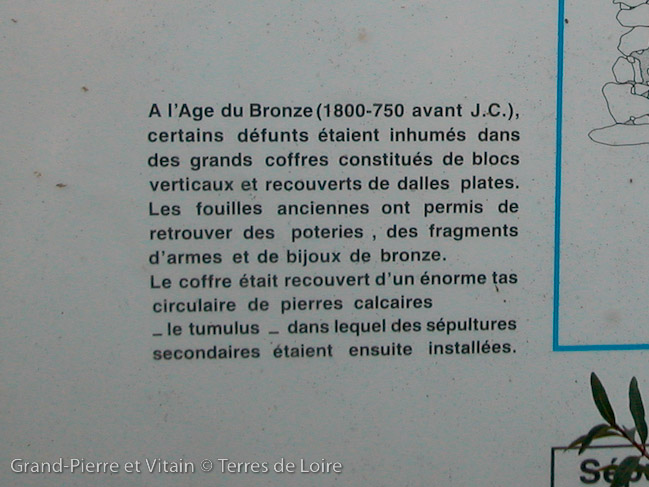 A l'Age du Bronze (1800-750 avant J.C.),
certains défunts étaient inhumés dans
des grands coffres constitués de blocs
verticaux et recouverts de dalles plates.
Les fouilles anciennes ont permis de
retrouver des poteries , des fragments
d'armes et de bijoux de bronze.
Le coffre était recouvert d'un énorme tas
circulaire de pierres calcaires
_ le tumulus _ dans lequel des sépultures
secondaires étaient ensuite installées.
Grand-Pierre et Vitain © Terres de Loire